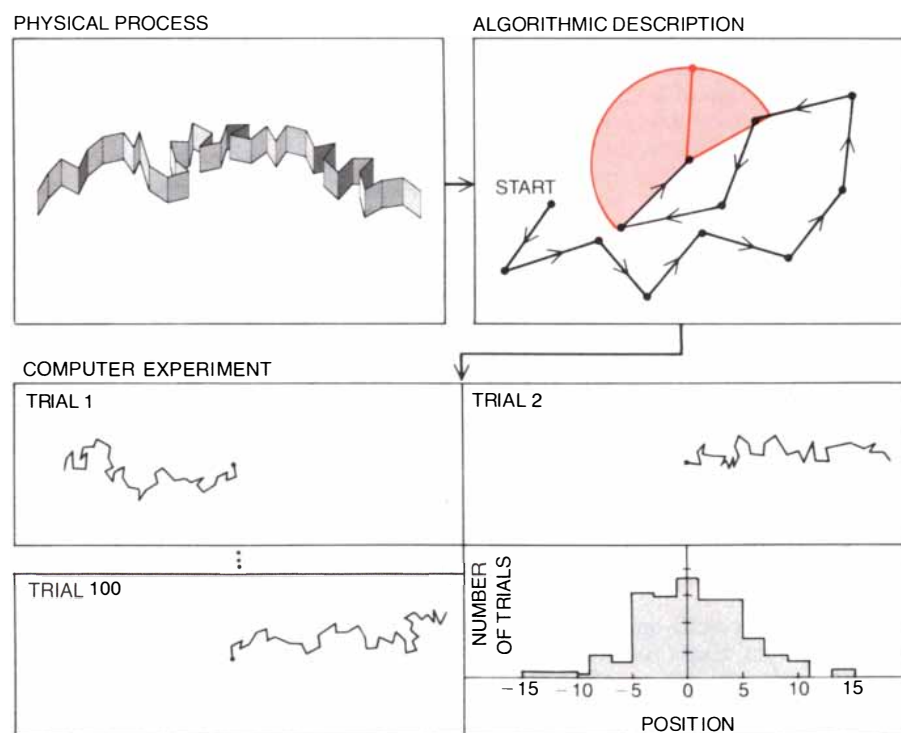 PHYSICAL PROCESS
ALGORITHMIC DESCRIPTION
START
COMPUTER EXPERIMENT
TRIAL 1
TRIAL 2
TRIAL 100
NUMBER
OF TRIALS
−15 −10 −5 0 5 10 15
POSITION